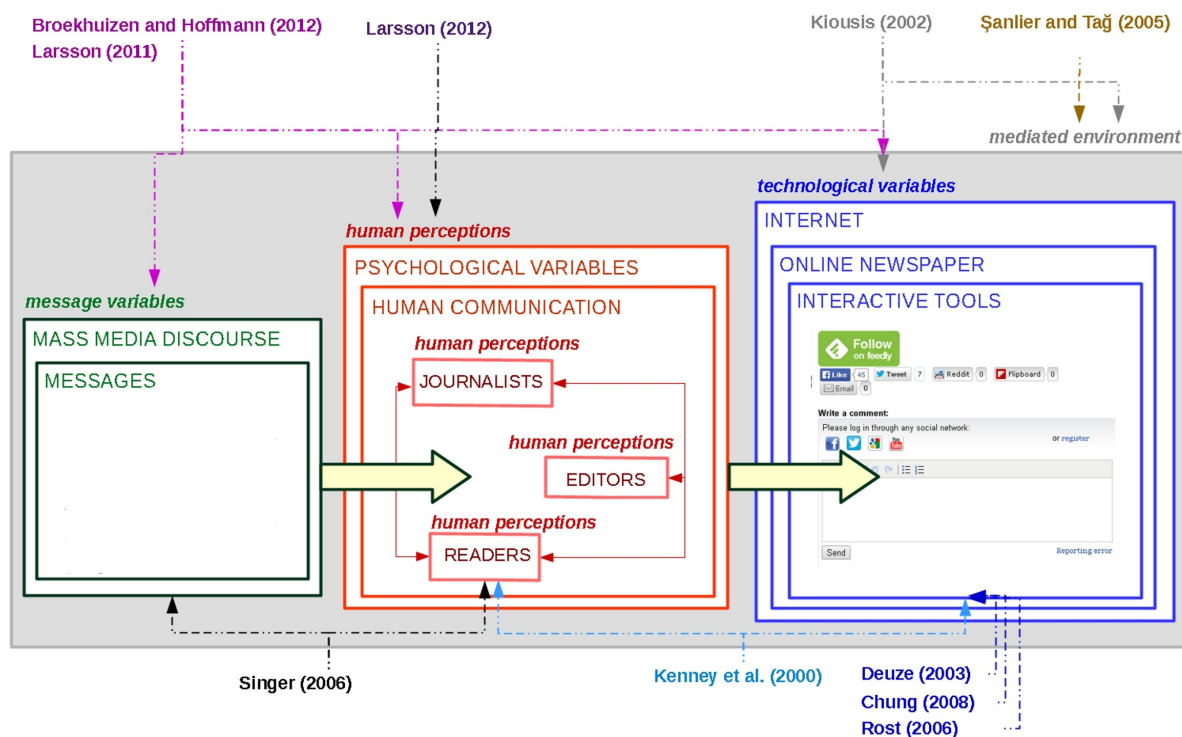 Broekhuizen and Hoffmann (2012)
Larsson (2011)
Larsson (2012)
Kiousis (2002)
Şanlier and Tağ (2005)
mediated environment
technological variables
INTERNET
human perceptions
PSYCHOLOGICAL VARIABLES
ONLINE NEWSPAPER
message variables
HUMAN COMMUNICATION
INTERACTIVE TOOLS
MASS MEDIA DISCOURSE
MESSAGES
human perceptions
JOURNALISTS
human perceptions
EDITORS
human perceptions
READERS
Follow
on feedly
Like 45 Tweet 7 Reddit 0 Flipboard 0
Email 0
Write a comment:
Please log in through any social network:
or register
You
Tube
Send
Reporting error
Singer (2006)
Kenney et al. (2000)
Deuze (2003)
Chung (2008)
Rost (2006)